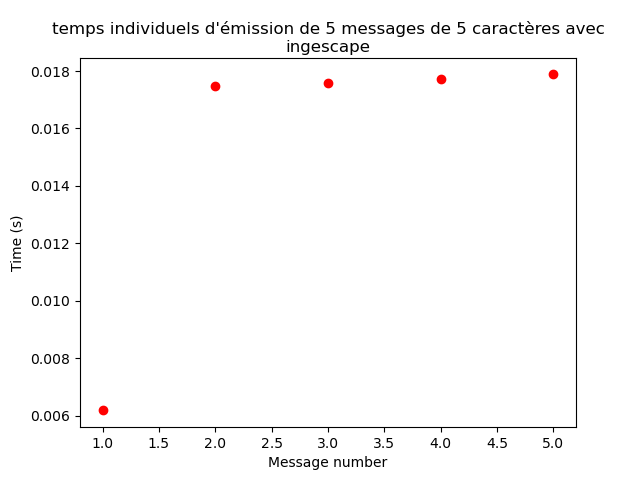 temps individuels d'émission de 5 messages de 5 caractères avec
ingescape
0.018
0.016
0.014
0.012
0.010
0.008
0.006
Time (s)
1.0 1.5 2.0 2.5 3.0 3.5 4.0 4.5 5.0
Message number